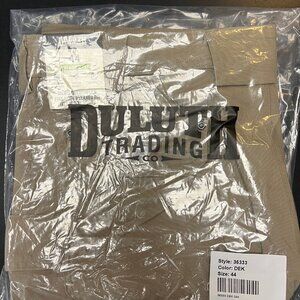 DULUTH
TRADING
CO
Style: 36333
Color: DEK
Size: 44